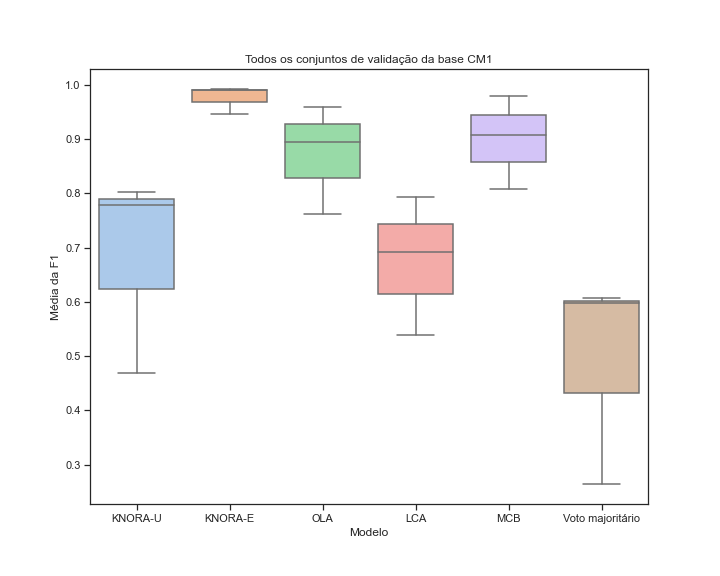 Todos os conjuntos de validação da base CM1
Média da F1
1.0
0.9
0.8
0.7
0.6
0.5
0.4
0.3
KNORA-U KNORA-E OLA LCA MCB Voto majoritário
Modelo